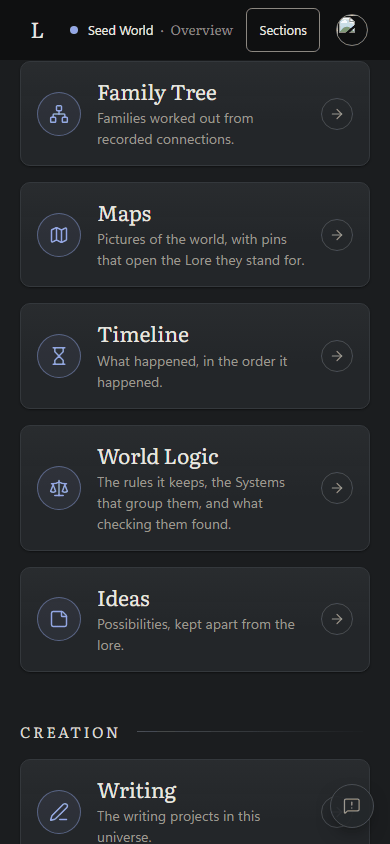 L
Seed World · Overview
Sections
Family Tree
Families worked out from
recorded connections.
Maps
Pictures of the world, with pins
that open the Lore they stand for.
Timeline
What happened, in the order it
happened.
World Logic
The rules it keeps, the Systems
that group them, and what
checking them found.
Ideas
Possibilities, kept apart from the
lore.
CREATION
Writing
The writing projects in this
universe.